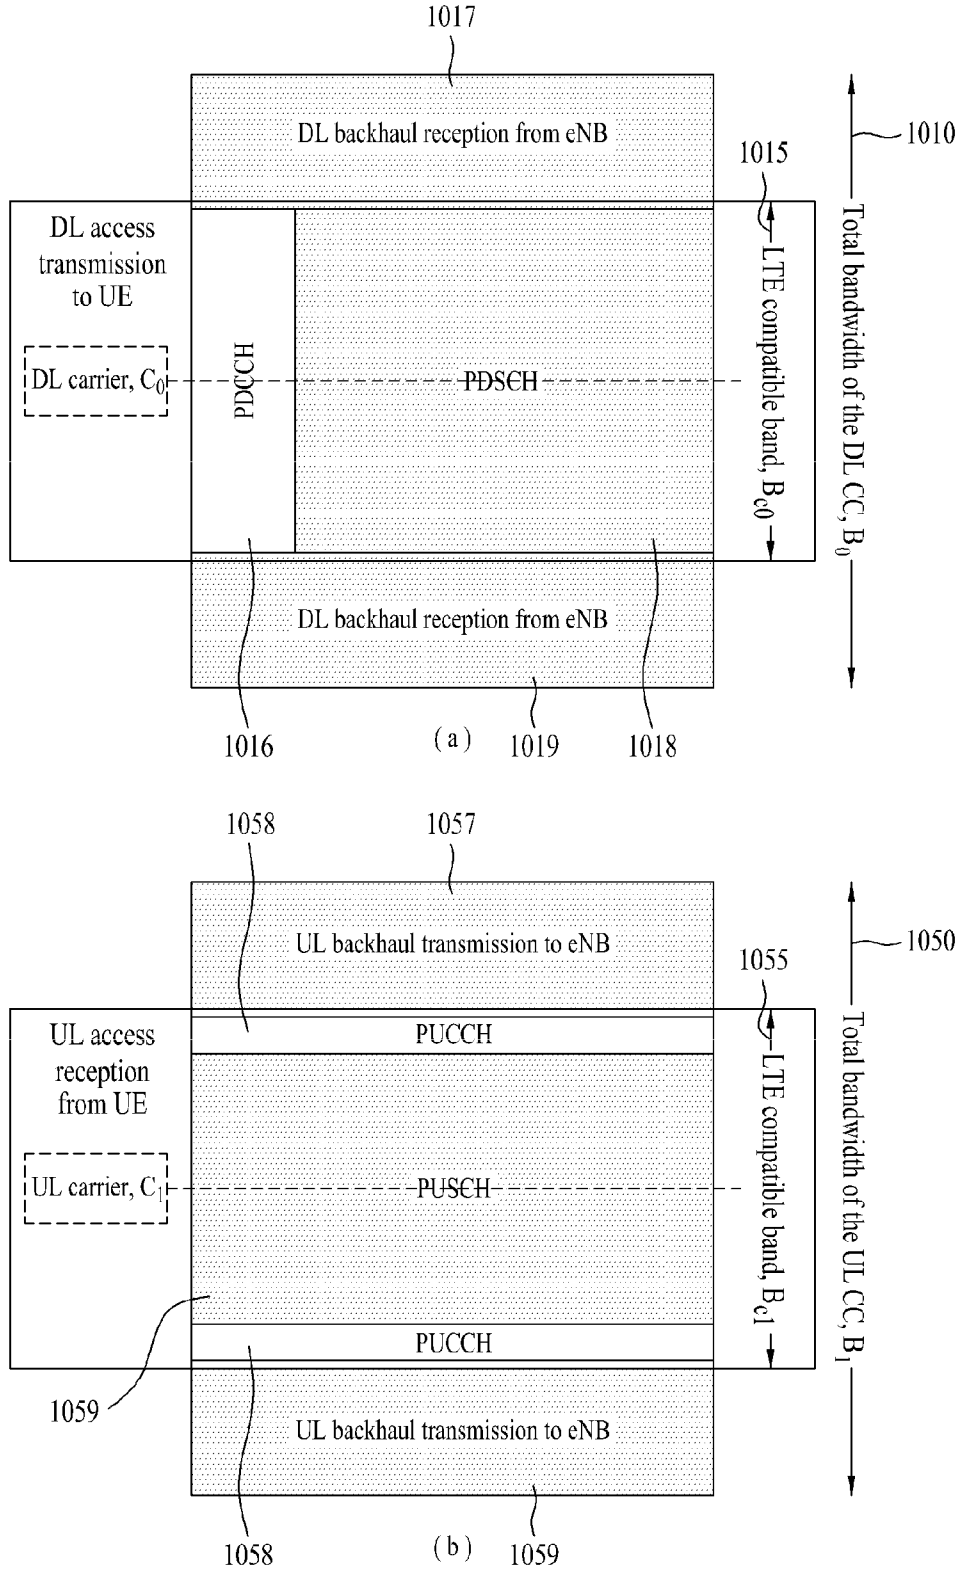 1017
DL backhaul reception from eNB
1010
1015
DL access
transmission
to UE
DL carrier, C0
PDCCH
PDSCH
LTE compatible band, Bc0
Total bandwidth of the DL CC, B0
DL backhaul reception from eNB
1016
(a)
1019
1018
1058
1057
UL backhaul transmission to eNB
1050
1055
UL access
reception
from UE
PUCCH
UL carrier, C1
PUSCH
LTE compatible band, Bc1
Total bandwidth of the UL CC, B1
PUCCH
1059
UL backhaul transmission to eNB
1058
(b)
1059